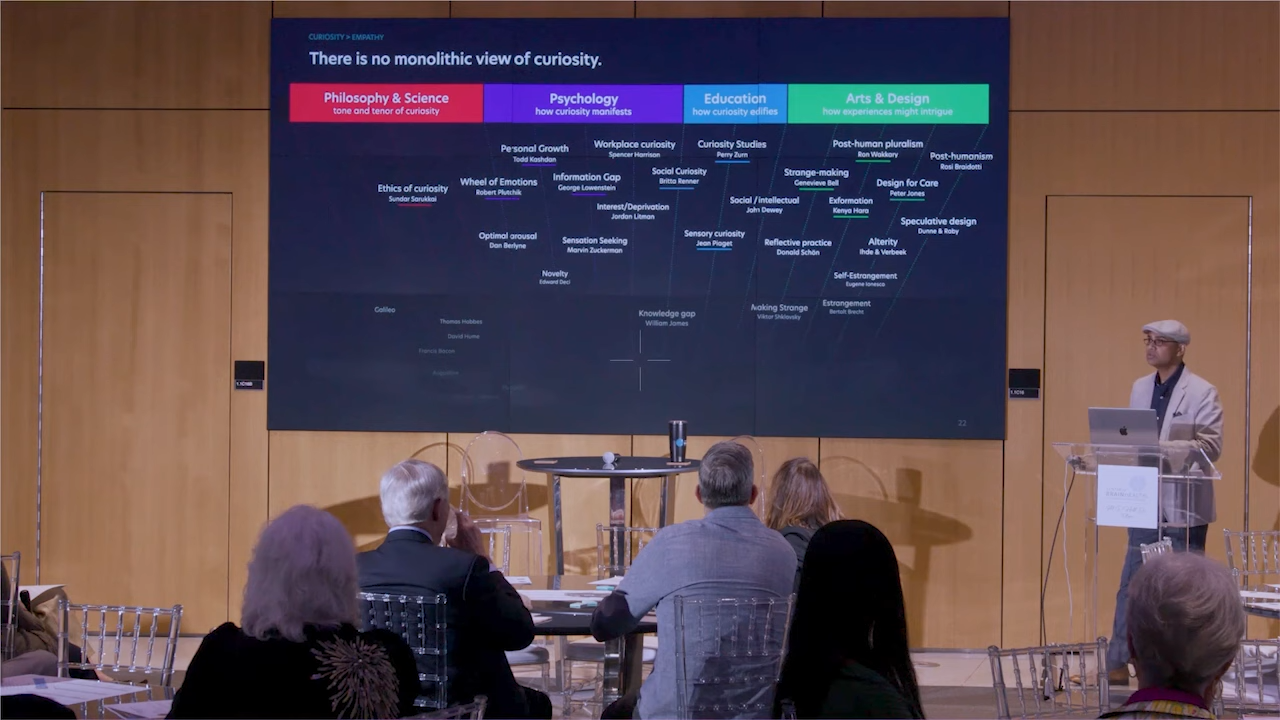 CURIOSITY > EMPATHY
There is no monolithic view of curiosity.
Philosophy & Science
tone and tenor of curiosity
Psychology
how curiosity manifests
Education
how curiosity edifies
Arts & Design
how experiences might intrigue
Personal Growth
Todd Kashdan
Workplace curiosity
Spencer Harrison
Curiosity Studies
Perry Zurn
Post-human pluralism
Ron Wakkary
Post-humanism
Rosi Braidotti
Ethics of curiosity
Sundar Sarukkai
Wheel of Emotions
Robert Plutchik
Information Gap
George Lowenstein
Social Curiosity
Britta Renner
Strange-making
Genevieve Bell
Design for Care
Peter Jones
Interest/Deprivation
Jordan Litman
Social / intellectual
John Dewey
Exformation
Kenya Hara
Speculative design
Dunne & Raby
Optimal arousal
Dan Berlyne
Sensation Seeking
Marvin Zuckerman
Sensory curiosity
Jean Piaget
Reflective practice
Donald Schön
Alterity
Ihde & Verbeek
Novelty
Edward Deci
Self-Estrangement
Eugene Ionesco
Galileo
Knowledge gap
William James
Making Strange
Viktor Shklovsky
Estrangement
Bertolt Brecht
Thomas Hobbes
David Hume
Francis Bacon
Augustine
22